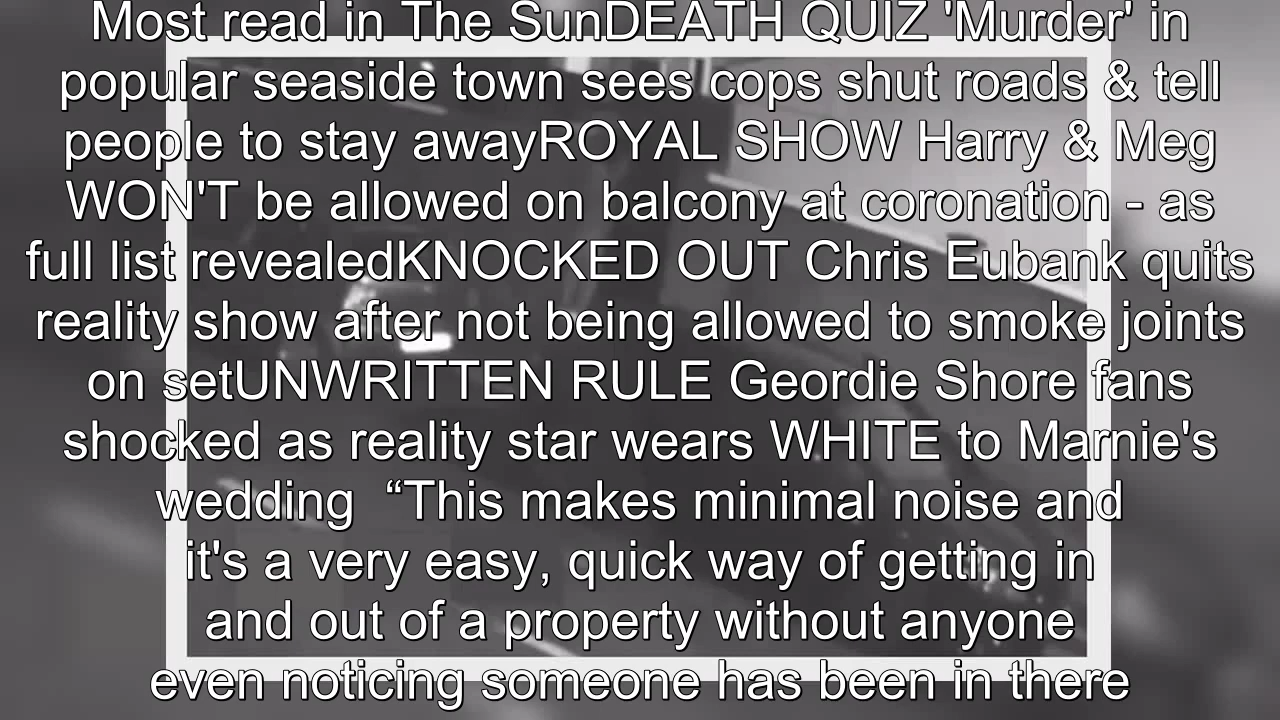 Most read in The SunDEATH QUIZ 'Murder' in
popular seaside town sees cops shut roads & tell
people to stay awayROYAL SHOW Harry & Meg
WON'T be allowed on balcony at coronation - as
full list revealedKNOCKED OUT Chris Eubank quits
reality show after not being allowed to smoke joints
on setUNWRITTEN RULE Geordie Shore fans
shocked as reality star wears WHITE to Marnie's
wedding  “This makes minimal noise and
it's a very easy, quick way of getting in
and out of a property without anyone
even noticing someone has been in there